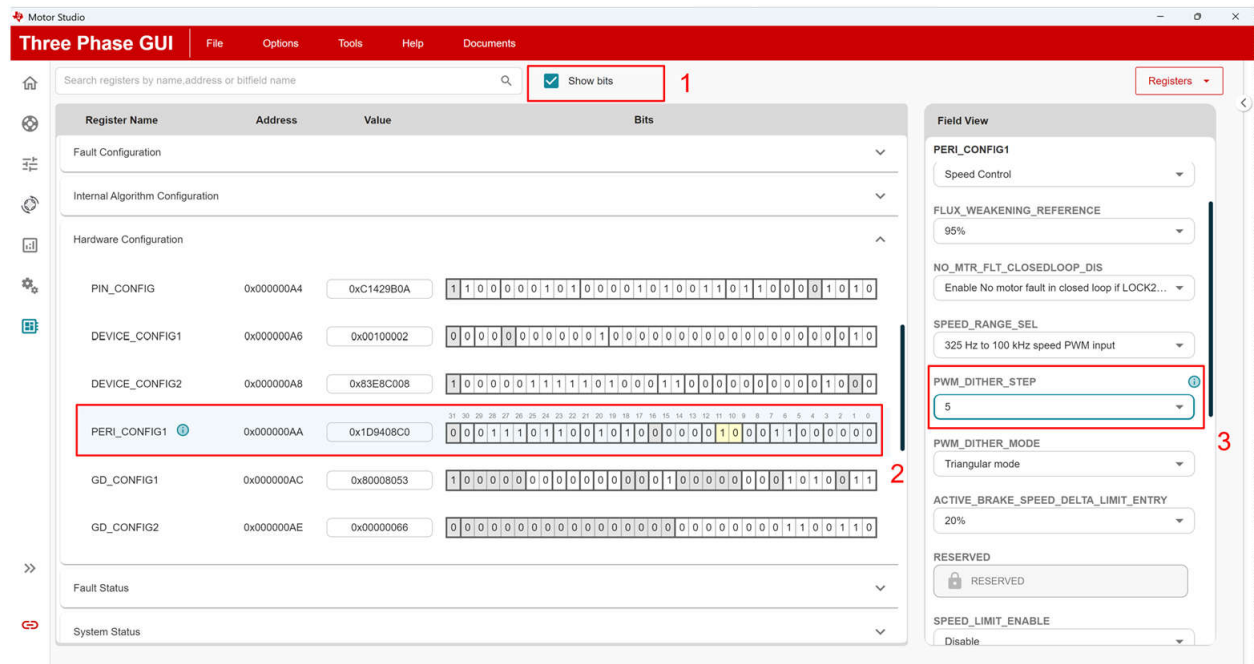 Motor Studio
Three Phase GUI File Options Tools Help Documents
Search registers by name,address or bitfield name
Show bits
1
Registers
Register Name Address Value Bits
Fault Configuration
Internal Algorithm Configuration
Hardware Configuration
PIN_CONFIG 0x000000A4 0xC1429B0A 1 1 0 0 0 0 0 1 0 1 0 0 0 0 1 0 1 0 0 1 1 0 1 1 0 0 0 0 1 0 1 0
DEVICE_CONFIG1 0x000000A6 0x00100002 0 0 0 0 0 0 0 0 0 0 0 1 0 0 0 0 0 0 0 0 0 0 0 0 0 0 0 0 0 0 1 0
DEVICE_CONFIG2 0x000000A8 0x83E8C008 1 0 0 0 0 0 1 1 1 1 1 0 1 0 0 0 1 1 0 0 0 0 0 0 0 0 0 0 1 0 0 0
31 30 29 28 27 26 25 24 23 22 21 20 19 18 17 16 15 14 13 12 11 10 9 8 7 6 5 4 3 2 1 0
PERI_CONFIG1 0x000000AA 0x1D9408C0 0 0 0 1 1 1 0 1 1 0 0 1 0 1 0 0 0 0 0 0 1 0 0 0 1 1 0 0 0 0 0 0
2
GD_CONFIG1 0x000000AC 0x80008053 1 0 0 0 0 0 0 0 0 0 0 0 0 0 0 0 1 0 0 0 0 0 0 0 0 1 0 1 0 0 1 1
GD_CONFIG2 0x000000AE 0x00000066 0 0 0 0 0 0 0 0 0 0 0 0 0 0 0 0 0 0 0 0 0 0 0 0 0 1 1 0 0 1 1 0
Fault Status
System Status
Field View
PERI_CONFIG1
Speed Control
FLUX_WEAKENING_REFERENCE
95%
NO_MTR_FLT_CLOSEDLOOP_DIS
Enable No motor fault in closed loop if LOCK2...
SPEED_RANGE_SEL
325 Hz to 100 kHz speed PWM input
PWM_DITHER_STEP
5
3
PWM_DITHER_MODE
Triangular mode
ACTIVE_BRAKE_SPEED_DELTA_LIMIT_ENTRY
20%
RESERVED
RESERVED
SPEED_LIMIT_ENABLE
Disable